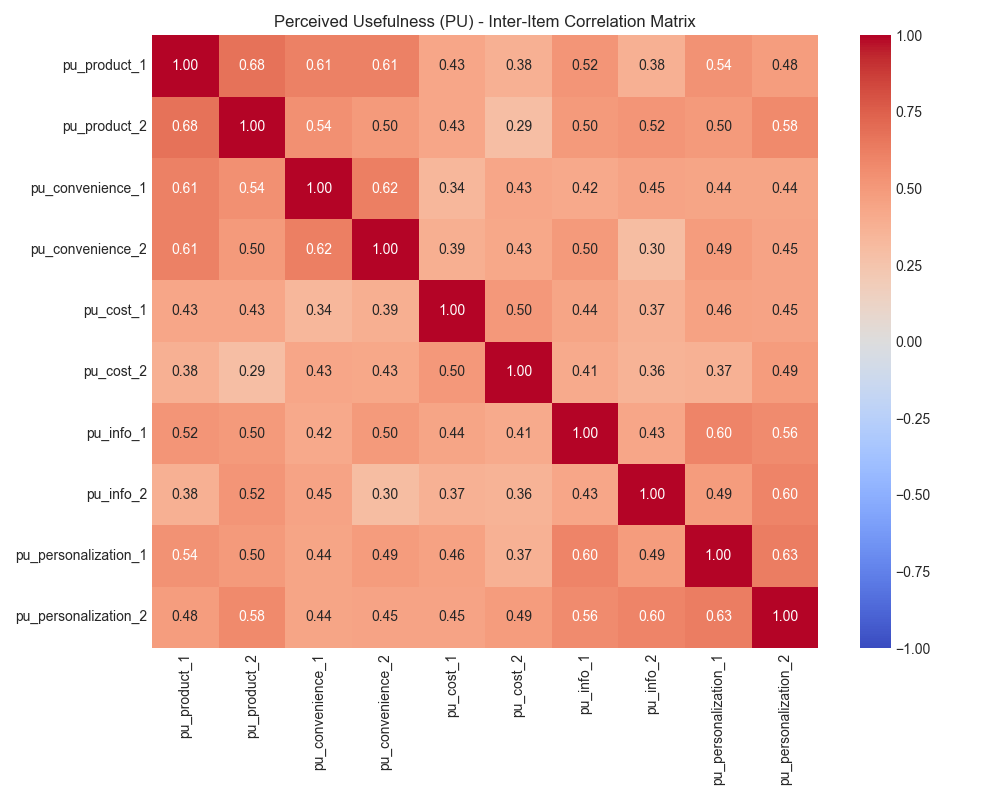 Perceived Usefulness (PU) - Inter-Item Correlation Matrix
pu_product_1 1.00 0.68 0.61 0.61 0.43 0.38 0.52 0.38 0.54 0.48
pu_product_2 0.68 1.00 0.54 0.50 0.43 0.29 0.50 0.52 0.50 0.58
pu_convenience_1 0.61 0.54 1.00 0.62 0.34 0.43 0.42 0.45 0.44 0.44
pu_convenience_2 0.61 0.50 0.62 1.00 0.39 0.43 0.50 0.30 0.49 0.45
pu_cost_1 0.43 0.43 0.34 0.39 1.00 0.50 0.44 0.37 0.46 0.45
pu_cost_2 0.38 0.29 0.43 0.43 0.50 1.00 0.41 0.36 0.37 0.49
pu_info_1 0.52 0.50 0.42 0.50 0.44 0.41 1.00 0.43 0.60 0.56
pu_info_2 0.38 0.52 0.45 0.30 0.37 0.36 0.43 1.00 0.49 0.60
pu_personalization_1 0.54 0.50 0.44 0.49 0.46 0.37 0.60 0.49 1.00 0.63
pu_personalization_2 0.48 0.58 0.44 0.45 0.45 0.49 0.56 0.60 0.63 1.00
pu_product_1
pu_product_2
pu_convenience_1
pu_convenience_2
pu_cost_1
pu_cost_2
pu_info_1
pu_info_2
pu_personalization_1
pu_personalization_2
1.00
0.75
0.50
0.25
0.00
−0.25
−0.50
−0.75
−1.00